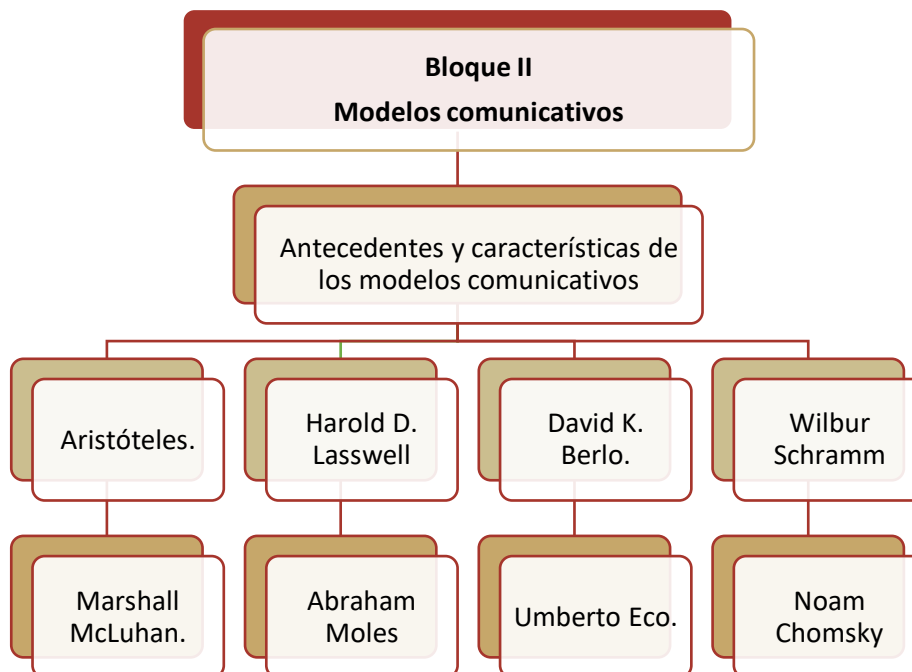 Bloque II
Modelos comunicativos
Antecedentes y características de
los modelos comunicativos
Aristóteles.
Harold D.
Lasswell
David K.
Berlo.
Wilbur
Schramm
Marshall
McLuhan.
Abraham
Moles
Umberto Eco.
Noam
Chomsky